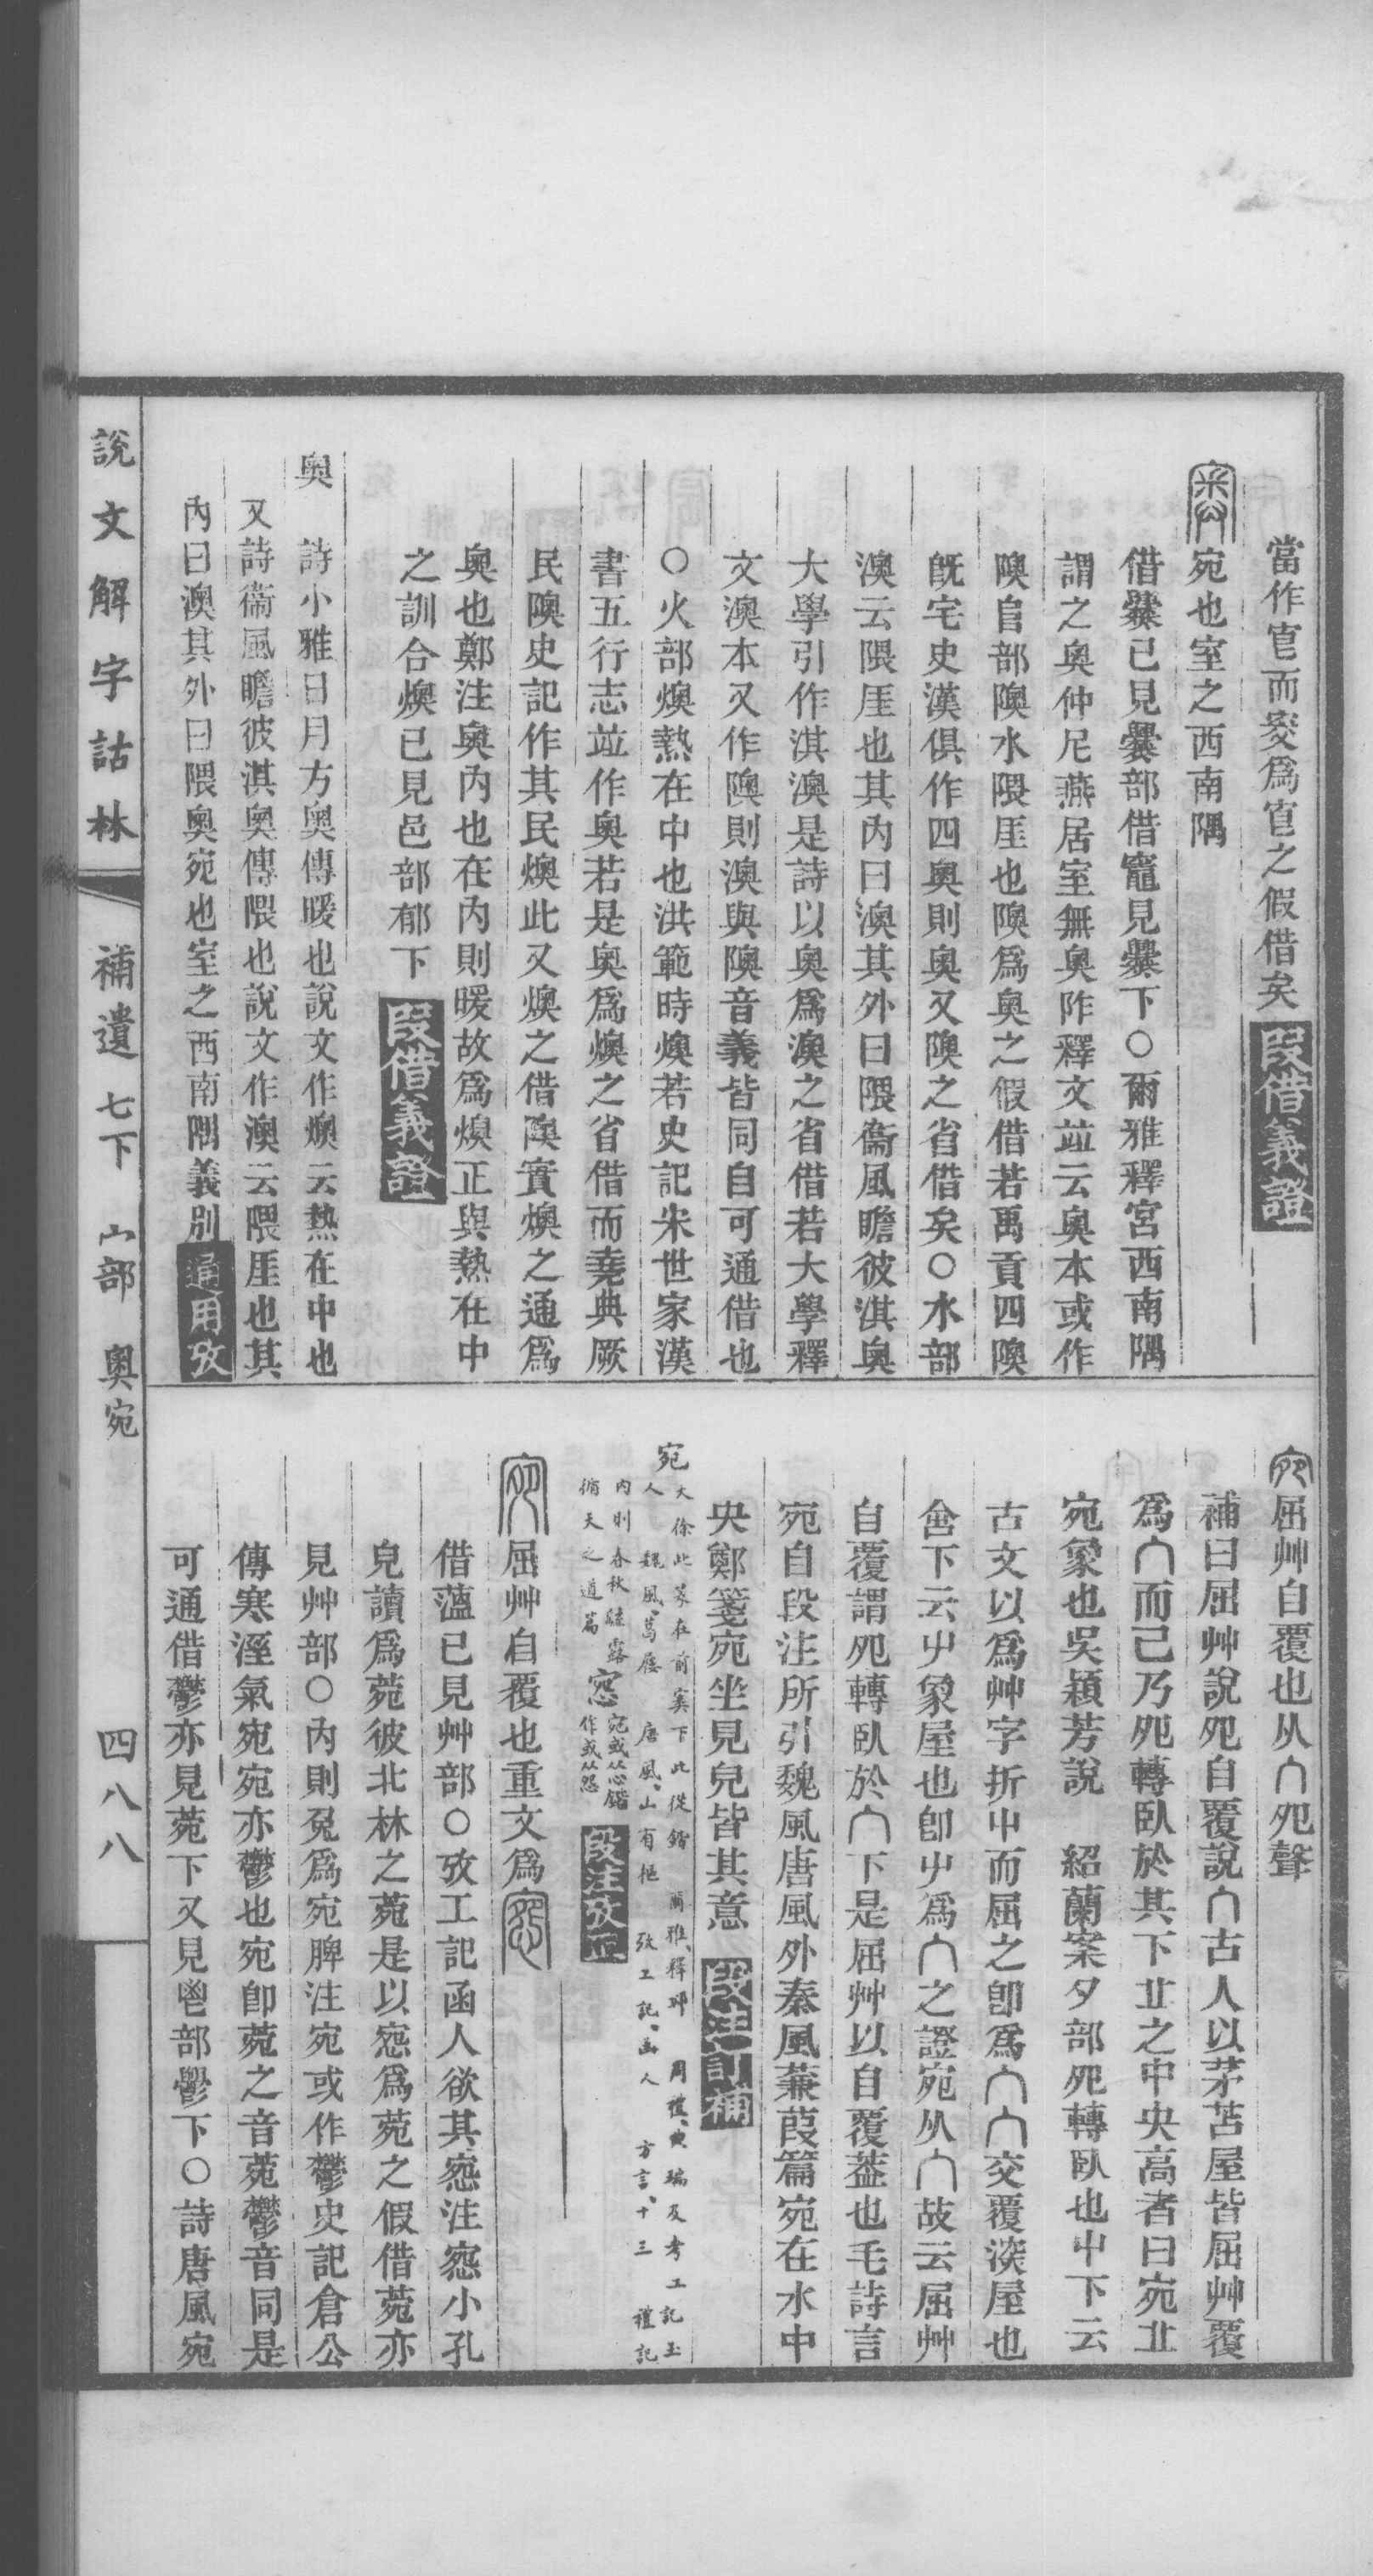 當作官而㝔爲官之假借矣 叚借義證
宛也室之西南隅
借爨已見爨部借竈見爨下○爾雅釋宮西南隅
謂之奧仲尼燕居室無奧阼釋文竝云奧本或作
隩𨸏部隩水隈厓也隩爲奧之假借若禹貢四隩
旣宅史漢俱作四奧則奧又隩之省借矣○水部
澳云隈厓也其內曰澳其外曰隈衞風瞻彼淇奧
大學引作淇澳是詩以奧爲澳之省借若大學釋
文澳本又作隩則澳與隩音義皆同自可通借也
○火部燠熱在中也洪範時燠若史記宋世家漢
書五行志竝作奧若是奧爲燠之省借而堯典厥
民隩史記作其民燠此又燠之借隩實燠之通爲
奧也鄭注奧內也在內則暖故爲燠正與熱在中
之訓合燠已見邑部郁下 叚借義證
奧 詩小雅日月方奧傳暖也說文作燠云熱在中也
又詩衞風瞻彼淇奧傳隈也說文作澳云隈厓也其
內曰澳其外曰隈奧宛也室之西南隅義別 通用攷
宛屈艸自覆也从宀夗聲
補曰屈艸說夗自覆說宀古人以茅苫屋皆屈艸覆
爲宀而已乃夗轉臥於其下丠之中央高者曰宛丠
宛象也吳穎芳說 紹蘭案夕部夗轉臥也屮下云
古文以爲艸字折屮而屈之卽爲宀宀交覆深屋也
舍下云屮象屋也卽屮爲宀之證宛从宀故云屈艸
自覆謂夗轉臥於宀下是屈艸以自覆葢也毛詩言
宛自段注所引魏風唐風外秦風蒹葭篇宛在水中
央鄭箋宛坐見皃皆其意 段注訂補
宛 大徐此篆在前寞下此從鍇 爾雅、釋邱 周禮、典瑞及考工記玉
人 魏風、葛屨 唐風、山有樞 攷工記、函人 方言、十三 禮記
內則 春秋繁露
循天之道篇 㥶 宛或从心鍇
作或从怨 段注攷正
屈艸自覆也重文爲㥶
借薀已見艸部○攷工記函人欲其惌注惌小孔
皃讀爲菀彼北林之菀是以惌爲菀之假借菀亦
見艸部○內則兔爲宛脾注宛或作鬱史記倉公
傳寒溼氣宛宛亦鬱也宛卽菀之音菀鬱音同是
可通借鬱亦見菀下又見鬯部鬱下○詩唐風宛
說文解字詁林 補遺 七下 宀部 奧宛 四八八